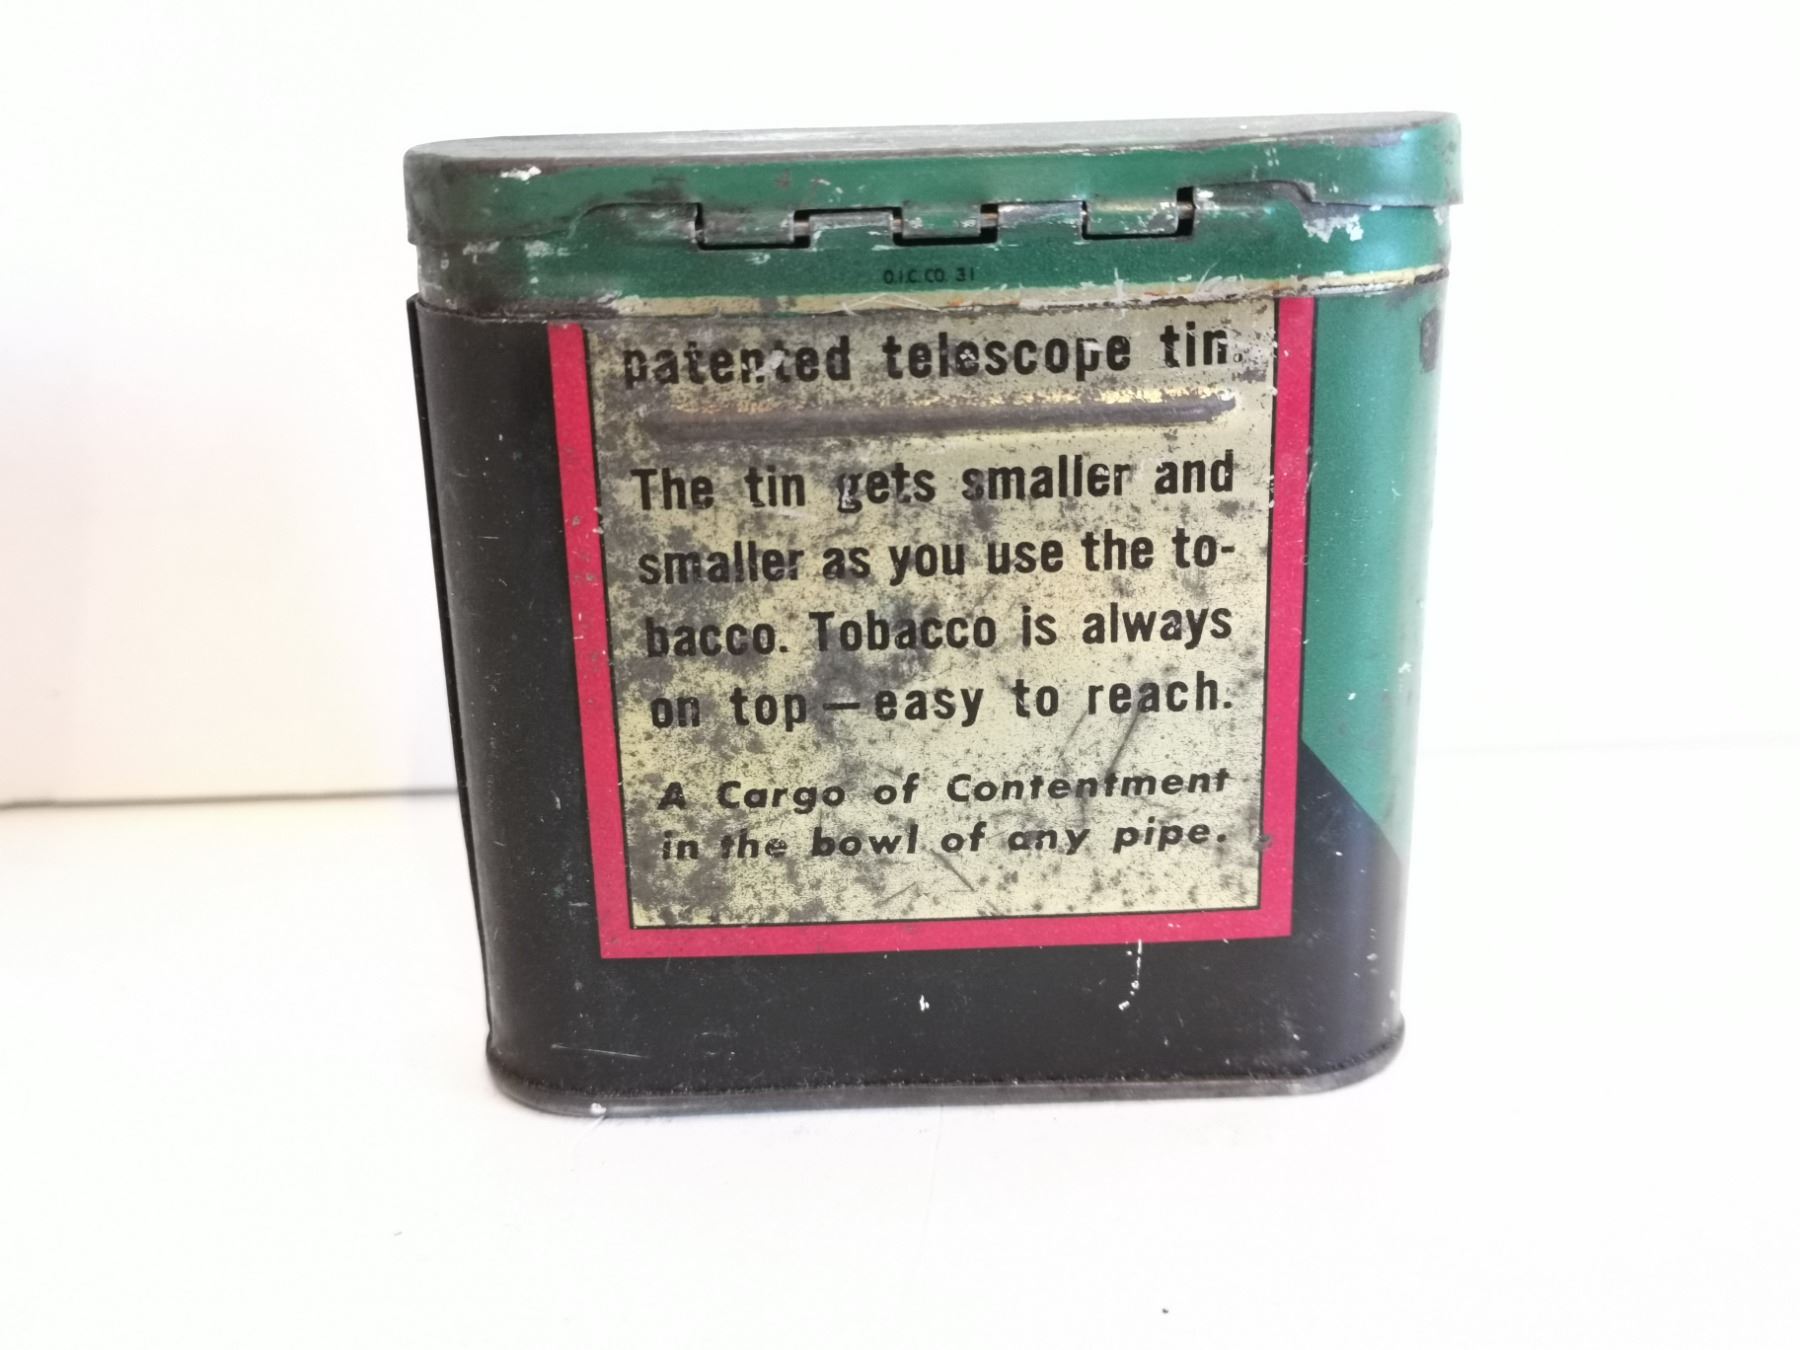 O.I.C. CO. 31
patented telescope tin.
The tin gets smaller and
smaller as you use the to-
bacco. Tobacco is always
on top — easy to reach.
A Cargo of Contentment
in the bowl of any pipe.